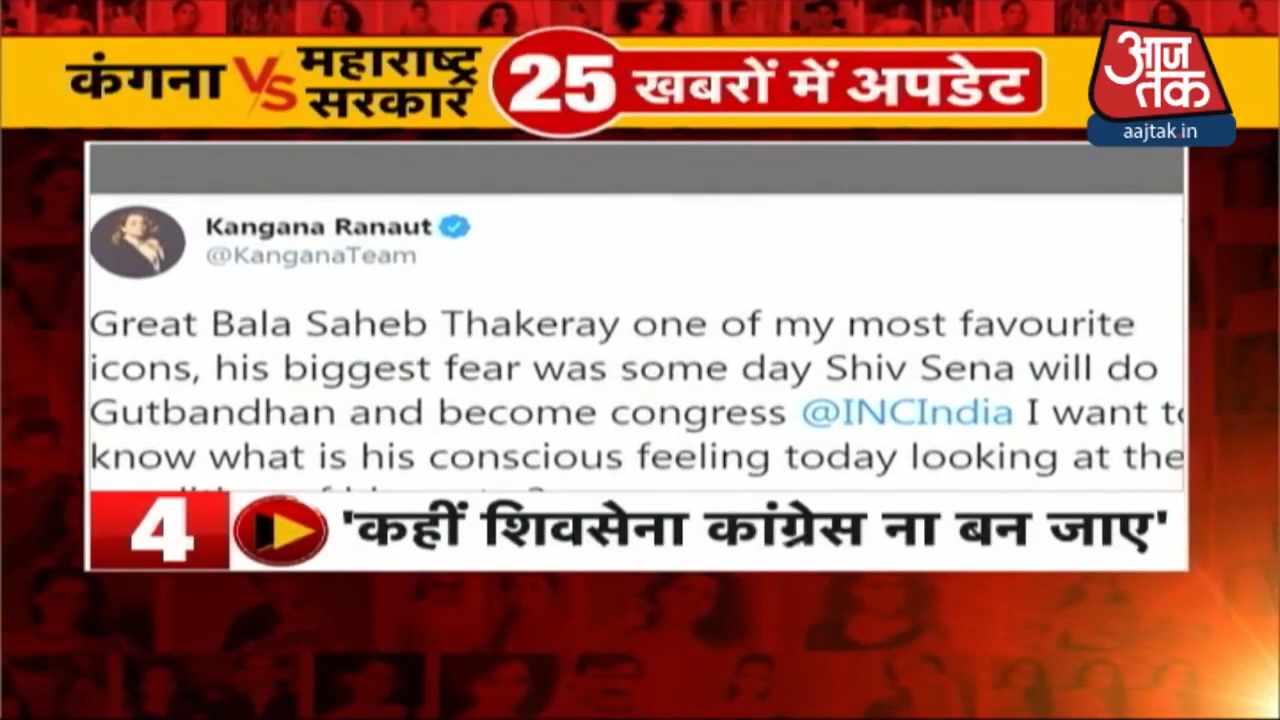 कंगना VS महाराष्ट्र सरकार
25 खबरों में अपडेट
आज तक
aajtak.in
Kangana Ranaut
@KanganaTeam
Great Bala Saheb Thakeray one of my most favourite
icons, his biggest fear was some day Shiv Sena will do
Gutbandhan and become congress @INCIndia I want to
know what is his conscious feeling today looking at the
4 'कहीं शिवसेना कांग्रेस ना बन जाए'